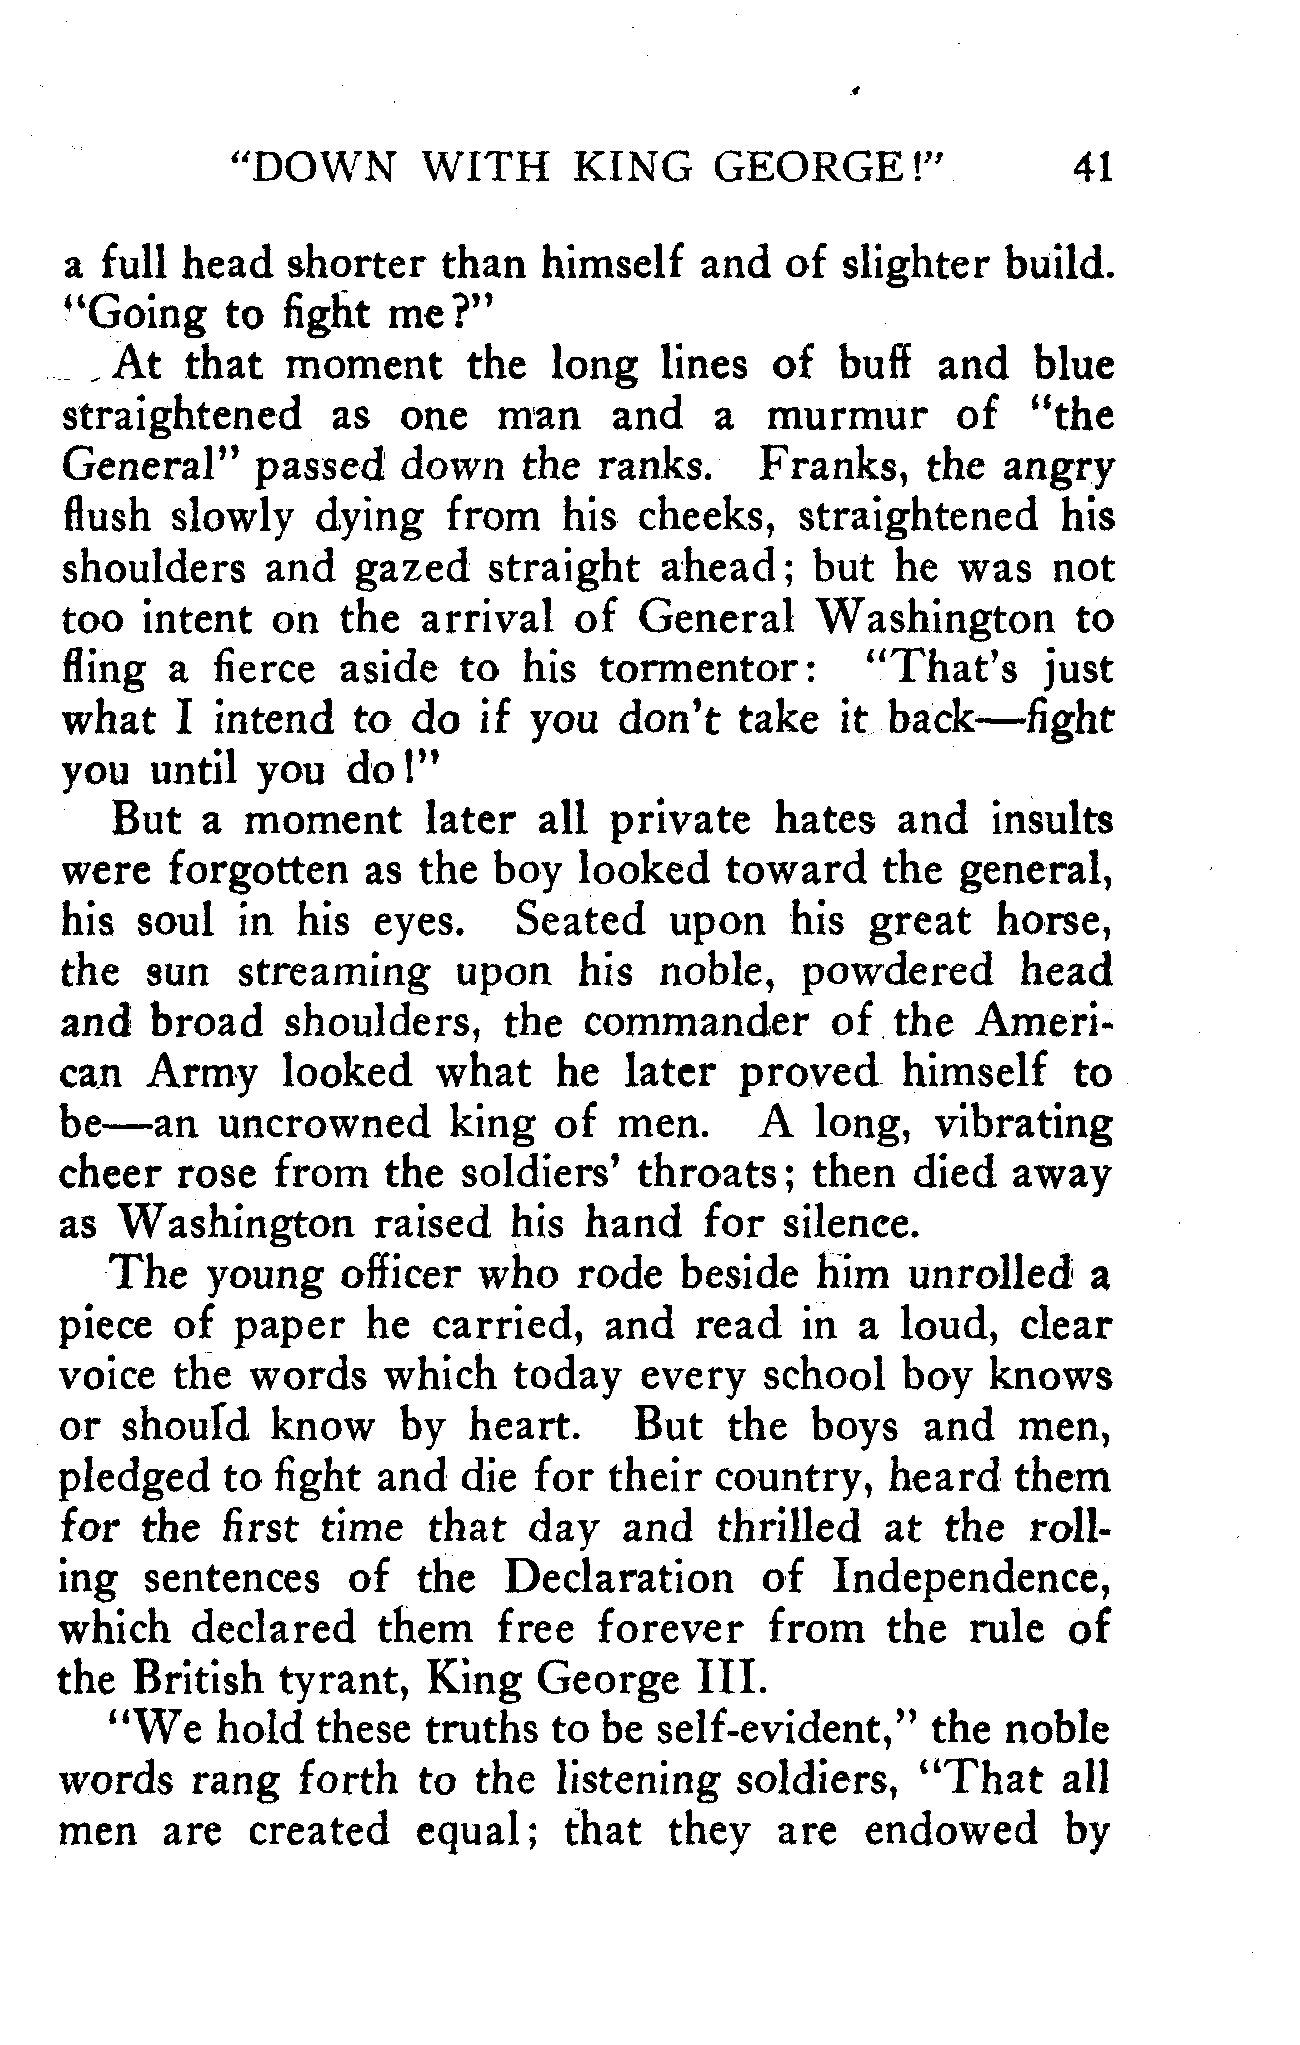 "DOWN WITH KING GEORGE!" 41
a full head shorter than himself and of slighter build.
"Going to fight me?"
At that moment the long lines of buff and blue
straightened as one man and a murmur of "the
General" passed down the ranks. Franks, the angry
flush slowly dying from his cheeks, straightened his
shoulders and gazed straight ahead; but he was not
too intent on the arrival of General Washington to
fling a fierce aside to his tormentor: "That's just
what I intend to do if you don't take it back—fight
you until you do!"
But a moment later all private hates and insults
were forgotten as the boy looked toward the general,
his soul in his eyes. Seated upon his great horse,
the sun streaming upon his noble, powdered head
and broad shoulders, the commander of the Ameri-
can Army looked what he later proved himself to
be—an uncrowned king of men. A long, vibrating
cheer rose from the soldiers' throats; then died away
as Washington raised his hand for silence.
The young officer who rode beside him unrolled a
piece of paper he carried, and read in a loud, clear
voice the words which today every school boy knows
or should know by heart. But the boys and men,
pledged to fight and die for their country, heard them
for the first time that day and thrilled at the roll-
ing sentences of the Declaration of Independence,
which declared them free forever from the rule of
the British tyrant, King George III.
"We hold these truths to be self-evident," the noble
words rang forth to the listening soldiers, "That all
men are created equal; that they are endowed by